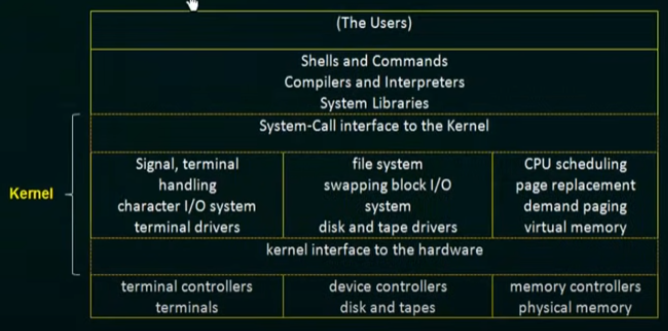 (The Users)
Shells and Commands
Compilers and Interpreters
System Libraries
System-Call interface to the Kernel
Kernel
Signal, terminal
handling
character I/O system
terminal drivers
file system
swapping block I/O
system
disk and tape drivers
CPU scheduling
page replacement
demand paging
virtual memory
kernel interface to the hardware
terminal controllers
terminals
device controllers
disk and tapes
memory controllers
physical memory